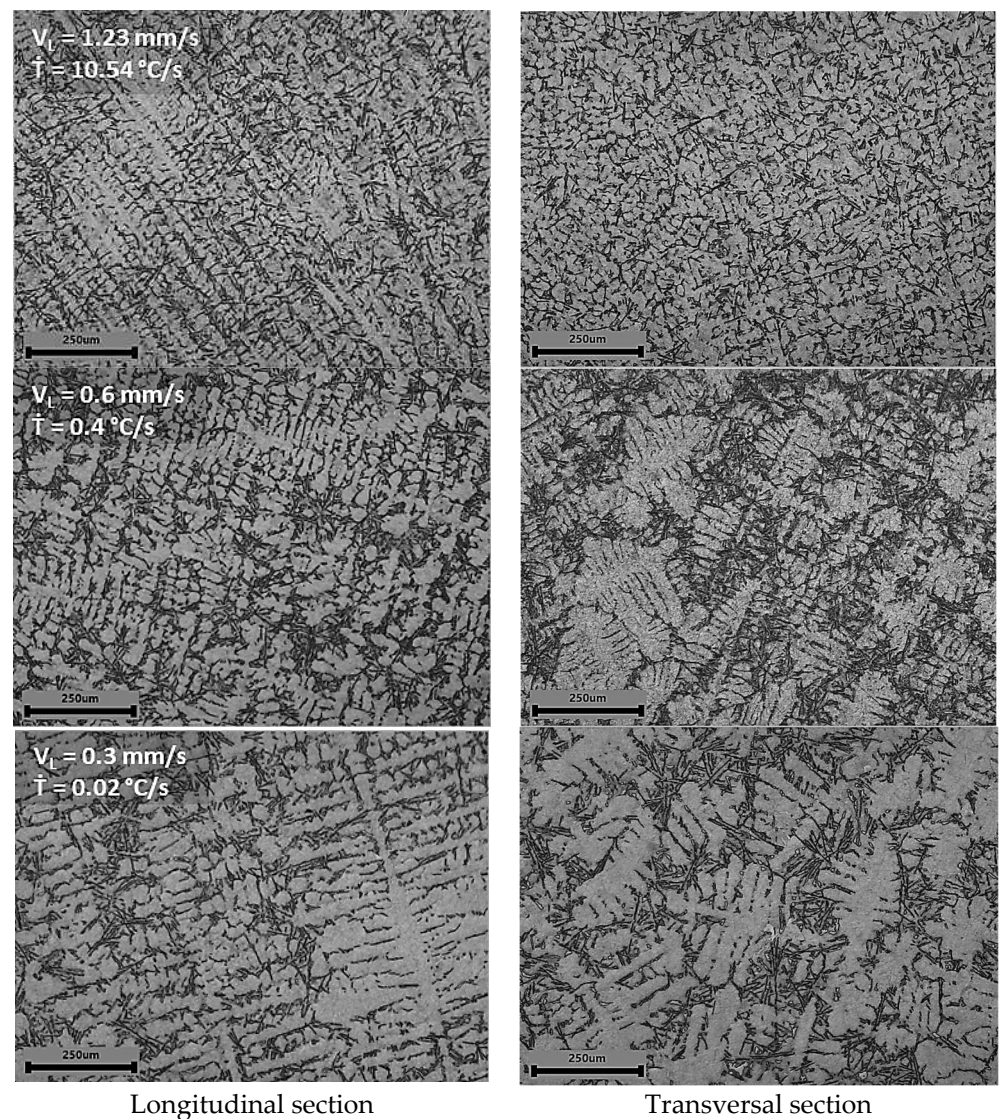 V_L = 1.23 mm/s
Ṫ = 10.54 °C/s
250um
250um
V_L = 0.6 mm/s
Ṫ = 0.4 °C/s
250um
250um
V_L = 0.3 mm/s
Ṫ = 0.02 °C/s
250um
250um
Longitudinal section
Transversal section